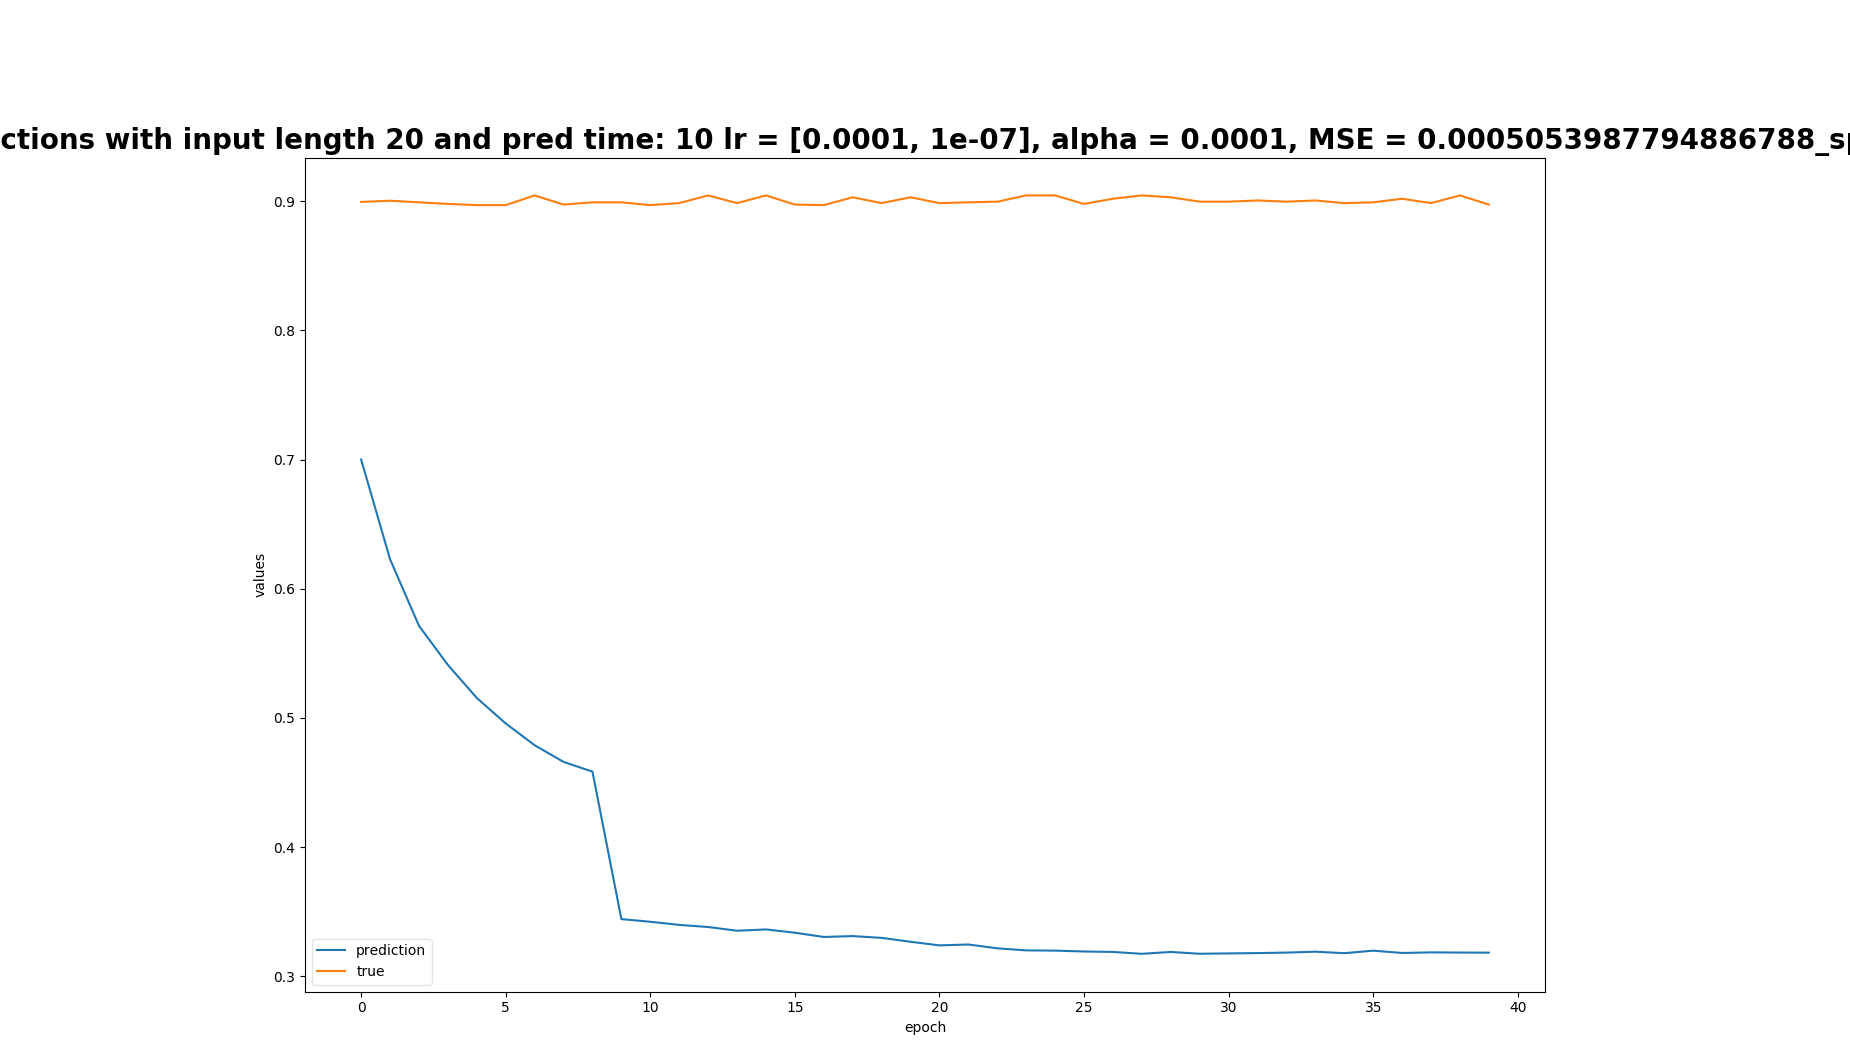 ctions with input length 20 and pred time: 10 lr = [0.0001, 1e-07], alpha = 0.0001, MSE = 0.0005053987794886788_sp
0.9
0.8
0.7
0.6
0.5
0.4
0.3
values
prediction
true
0 5 10 15 20 25 30 35 40
epoch